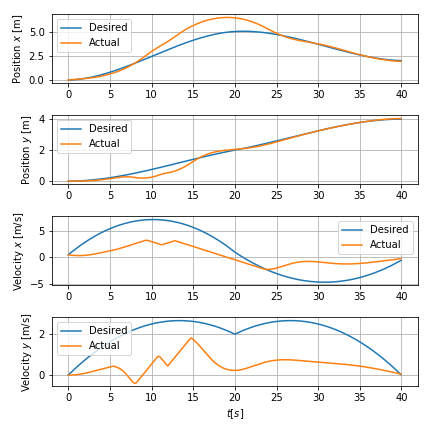 Position x [m]
5.0
2.5
0.0
Desired
Actual
0 5 10 15 20 25 30 35 40
Position y [m]
4
2
0
Desired
Actual
0 5 10 15 20 25 30 35 40
Velocity x [m/s]
5
0
−5
Desired
Actual
0 5 10 15 20 25 30 35 40
Velocity y [m/s]
2
0
Desired
Actual
0 5 10 15 20 25 30 35 40
t[s]